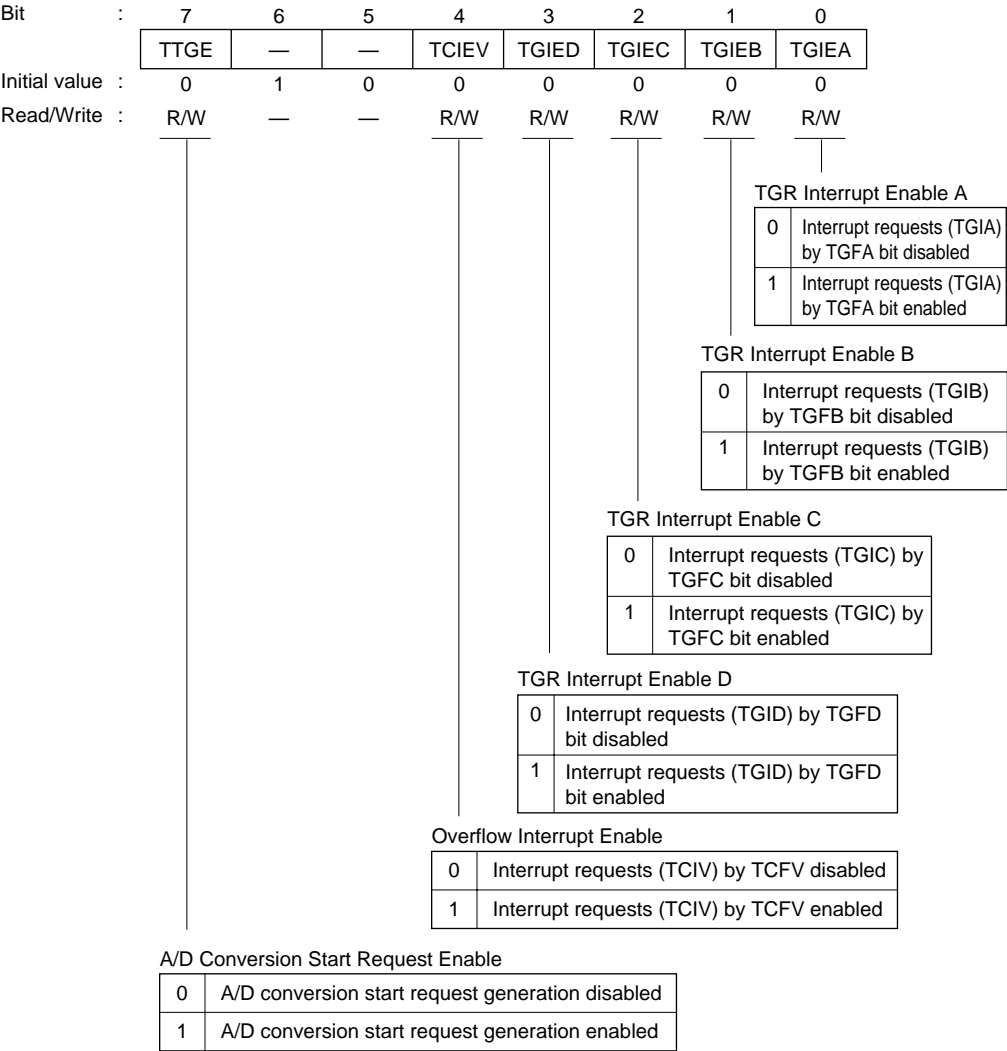 Bit : 7 6 5 4 3 2 1 0
TTGE — — TCIEV TGIED TGIEC TGIEB TGIEA
Initial value : 0 1 0 0 0 0 0 0
Read/Write : R/W — — R/W R/W R/W R/W R/W
TGR Interrupt Enable A
0 Interrupt requests (TGIA)
by TGFA bit disabled
1 Interrupt requests (TGIA)
by TGFA bit enabled
TGR Interrupt Enable B
0 Interrupt requests (TGIB)
by TGFB bit disabled
1 Interrupt requests (TGIB)
by TGFB bit enabled
TGR Interrupt Enable C
0 Interrupt requests (TGIC) by
TGFC bit disabled
1 Interrupt requests (TGIC) by
TGFC bit enabled
TGR Interrupt Enable D
0 Interrupt requests (TGID) by TGFD
bit disabled
1 Interrupt requests (TGID) by TGFD
bit enabled
Overflow Interrupt Enable
0 Interrupt requests (TCIV) by TCFV disabled
1 Interrupt requests (TCIV) by TCFV enabled
A/D Conversion Start Request Enable
0 A/D conversion start request generation disabled
1 A/D conversion start request generation enabled